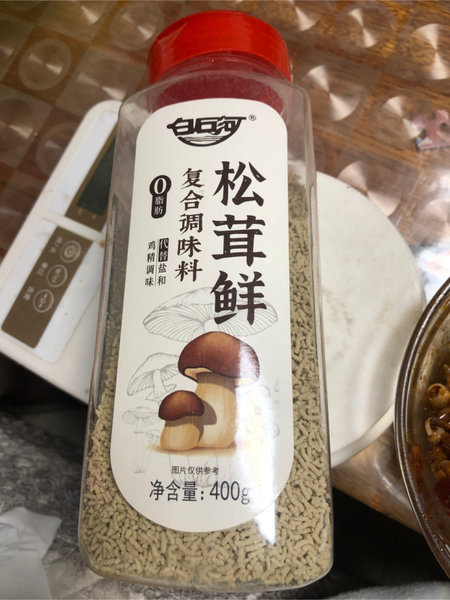 白石河®
松茸鲜
复合调味料
0脂肪
代替盐和
鸡精调味
图片仅供参考
净含量:400g